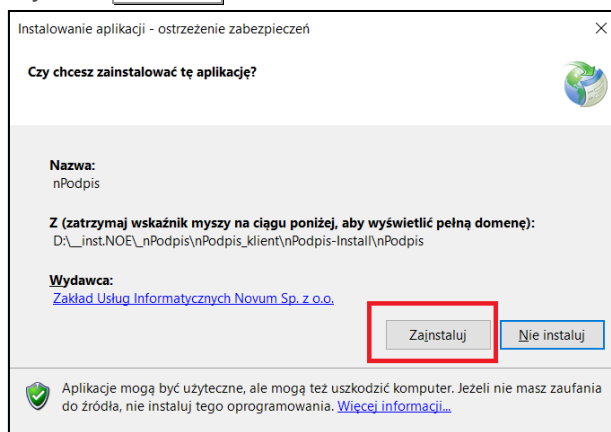 Instalowanie aplikacji - ostrzeżenie zabezpieczeń
Czy chcesz zainstalować tę aplikację?
Nazwa:
nPodpis
Z (zatrzymaj wskaźnik myszy na ciągu poniżej, aby wyświetlić pełną domenę):
D:\__inst.NOE\_nPodpis\nPodpis_klient\nPodpis-Install\nPodpis
Wydawca:
Zakład Usług Informatycznych Novum Sp. z o.o.
Zainstaluj
Nie instaluj
Aplikacje mogą być użyteczne, ale mogą też uszkodzić komputer. Jeżeli nie masz zaufania
do źródła, nie instaluj tego oprogramowania. Więcej informacji...